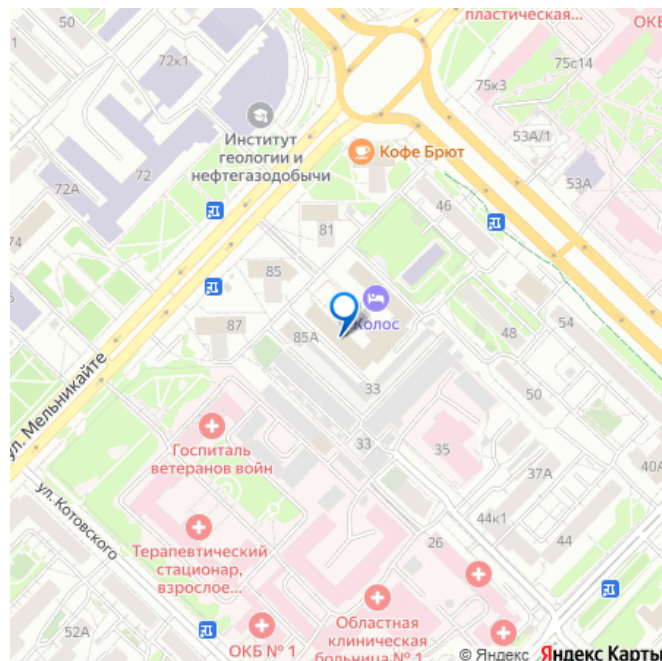 50
пластическая...
ОКБ
11
72к1
75с14
75к3
Институт
геологии и
нефтегазодобычи
53А/1
Кофе Брют
72
72А
53А
46
81
74
85
Колос
87
85А
48
54
ул. Мельникайте
33
50
Госпиталь
ветеранов войн
33
35
37А
40А
ул. Котовского
44к1
Терапевтический
стационар,
взрослое...
26
44
Областная
клиническая
больница № 1
52А
ОКБ № 1
© Яндекс Яндекс Карты